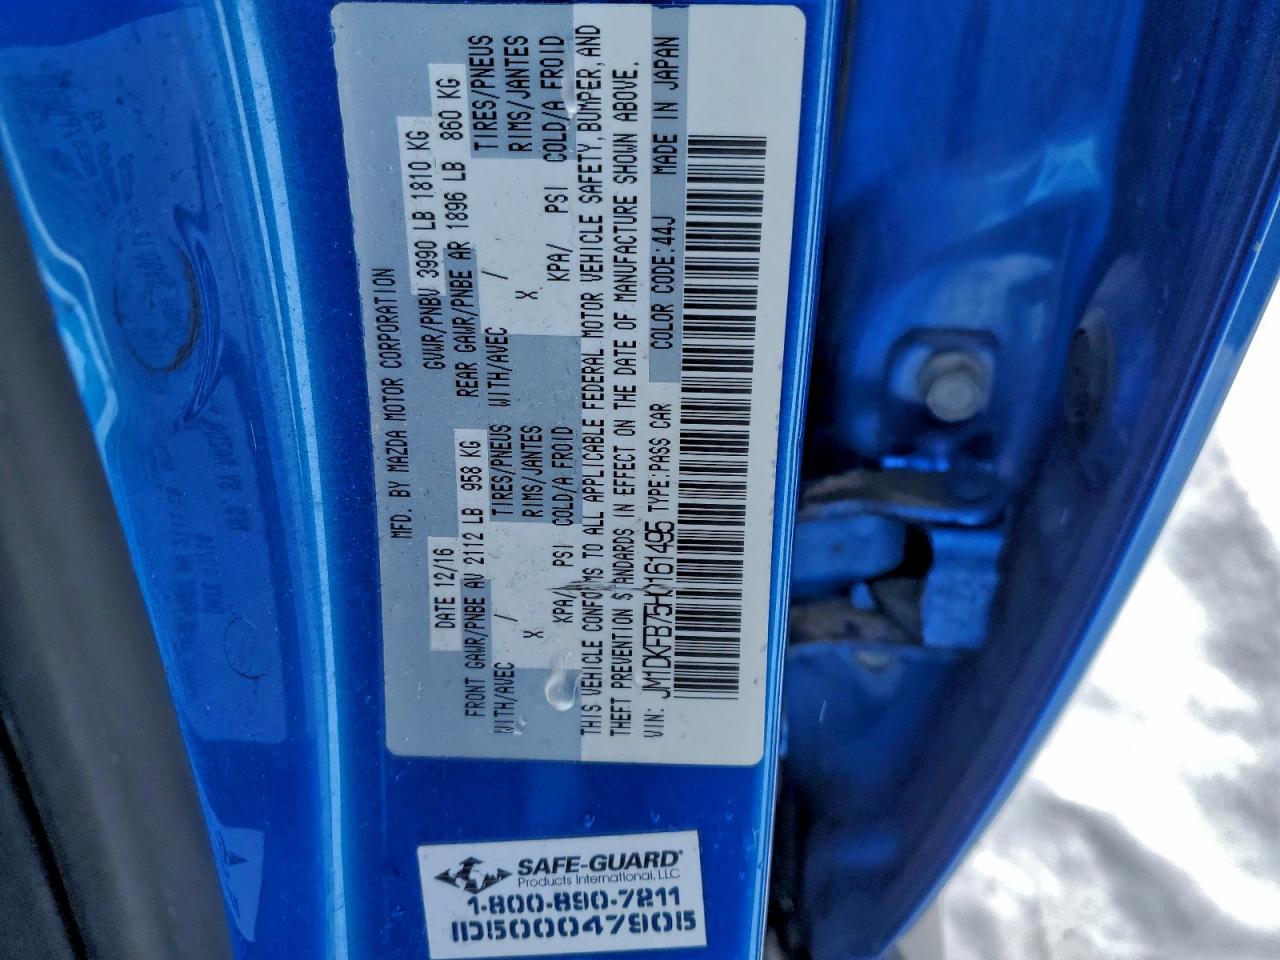 MFD. BY MAZDA MOTOR CORPORATION
DATE 12/16 GVWR/PNBV 3990 LB 1810 KG
FRONT GAWR/PNBE AV 2112 LB 958 KG REAR GAWR/PNBE AR 1896 LB 860 KG
WITH/AVEC / TIRES/PNEUS WITH/AVEC / TIRES/PNEUS
X RIMS/JANTES X RIMS/JANTES
KPA/ PSI COLD/A FROID KPA/ PSI COLD/A FROID
THIS VEHICLE CONFORMS TO ALL APPLICABLE FEDERAL MOTOR VEHICLE SAFETY, BUMPER, AND
THEFT PREVENTION STANDARDS IN EFFECT ON THE DATE OF MANUFACTURE SHOWN ABOVE.
VIN: JM1DKFB75H0161495 TYPE:PASS CAR COLOR CODE:44J MADE IN JAPAN
SAFE-GUARD
Products International, LLC
1-800-890-7211
ID500047905